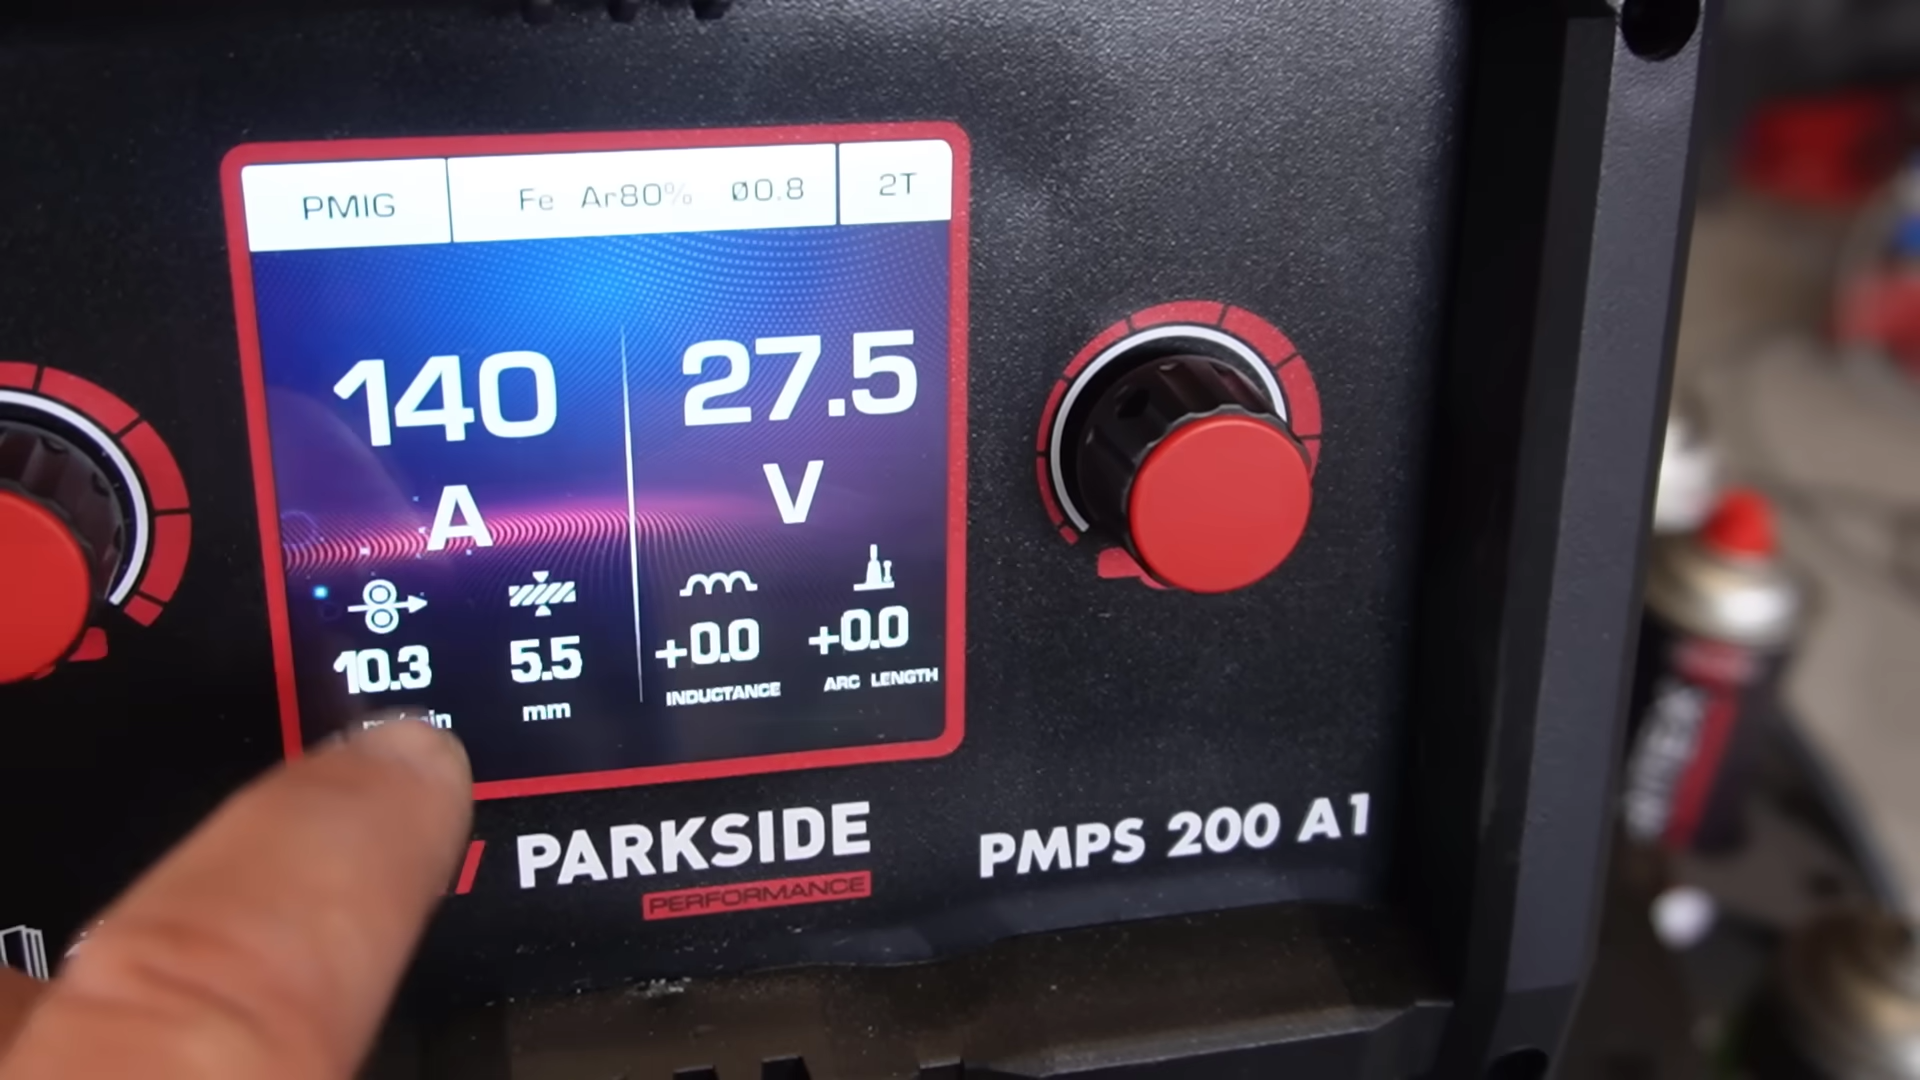 PMIG Fe Ar80% Ø0.8 2T
140 27.5
A V
10.3 5.5 +0.0 +0.0
mm INDUCTANCE ARC LENGTH
PARKSIDE
PERFORMANCE
PMPS 200 A1